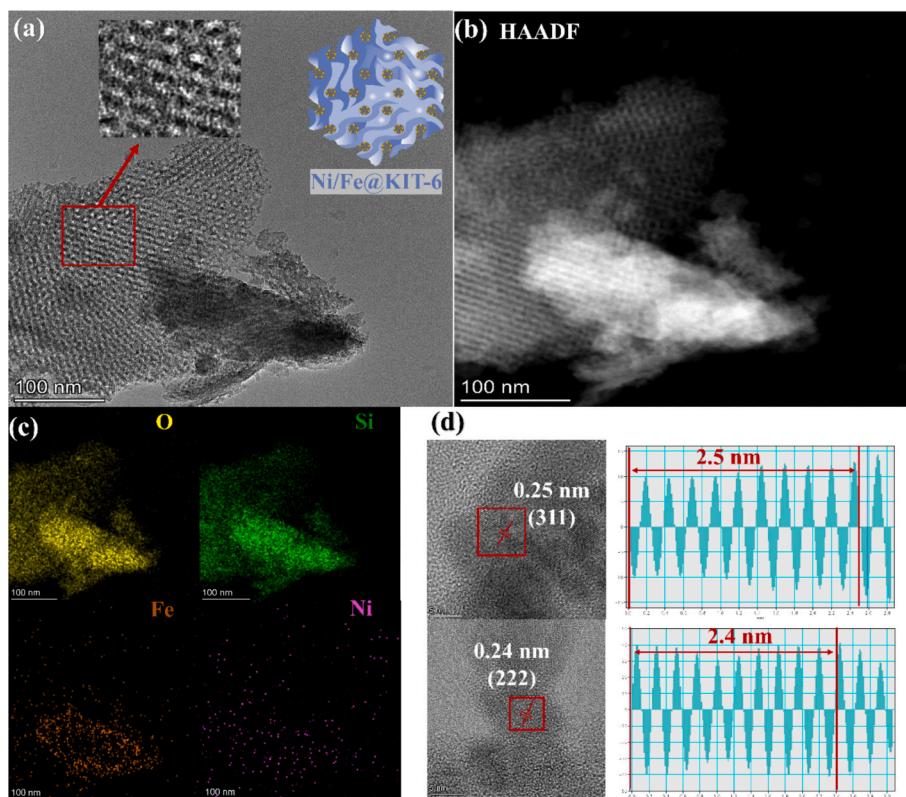 (a)
Ni/Fe@KIT-6
100 nm
(b) HAADF
100 nm
(c)
O
Si
100 nm
100 nm
Fe
Ni
100 nm
100 nm
(d)
0.25 nm
(311)
2.5 nm
0.24 nm
(222)
2.4 nm